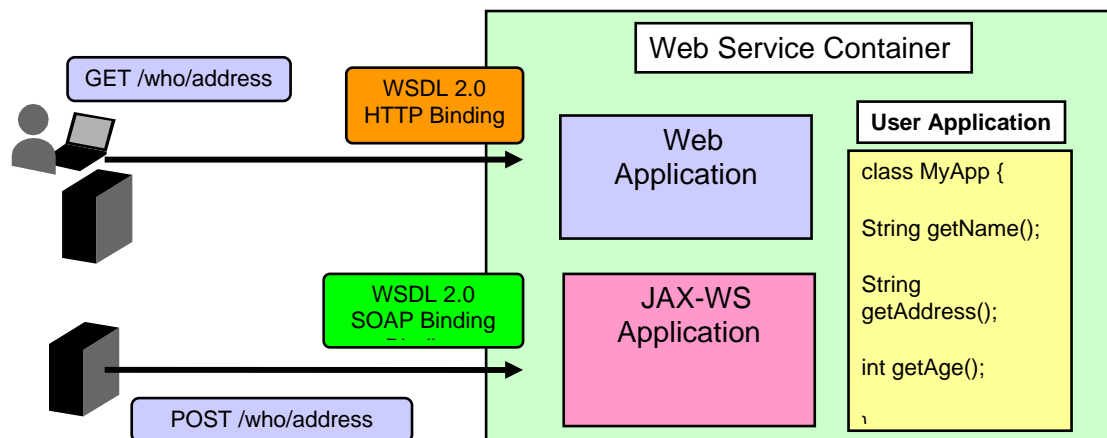 Web Service Container
GET /who/address
WSDL 2.0
HTTP Binding
Web
Application
User Application
class MyApp {
String getName();
String
getAddress();
int getAge();
WSDL 2.0
SOAP Binding
JAX-WS
Application
POST /who/address